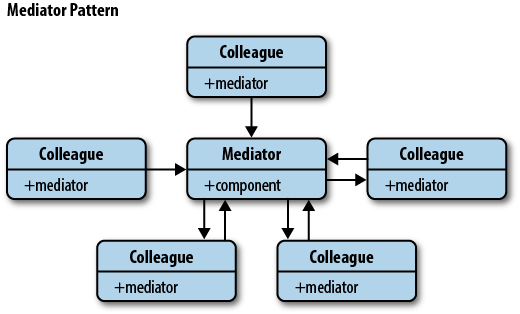 Mediator Pattern
Colleague
+mediator
Colleague
+mediator
Mediator
+component
Colleague
+mediator
Colleague
+mediator
Colleague
+mediator